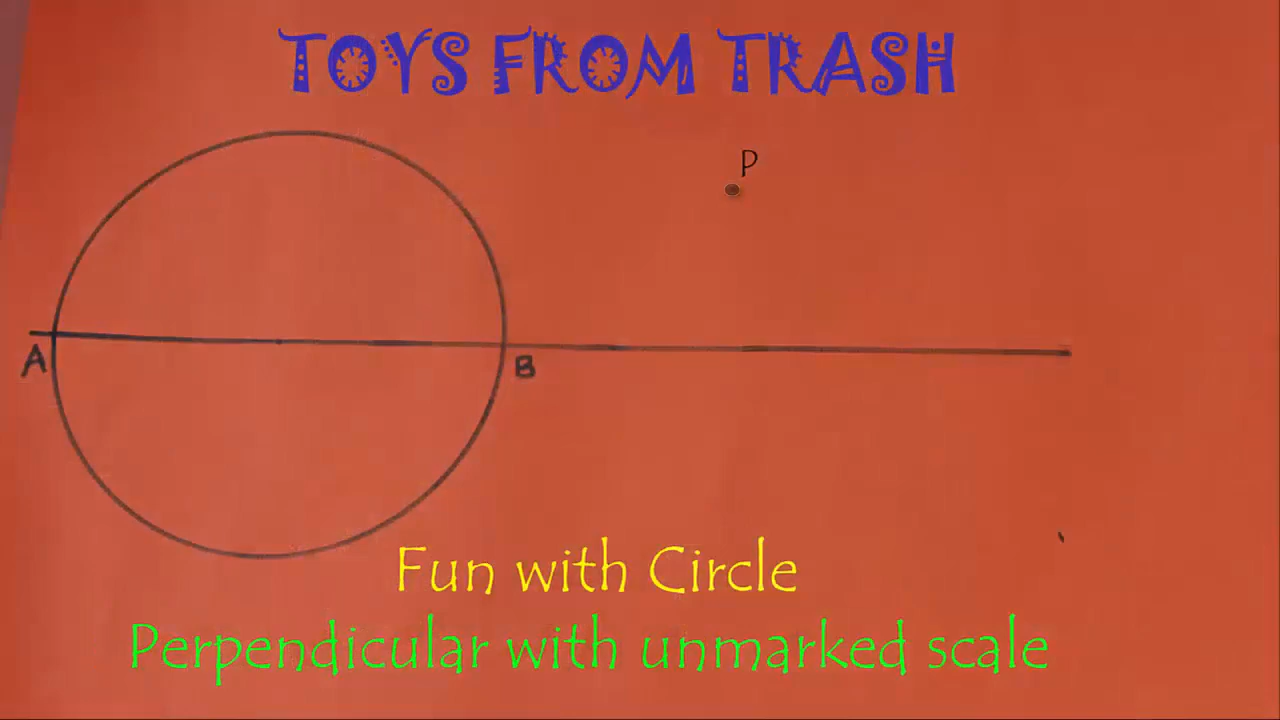 TOYS FROM TRASH
P
A
B
Fun with Circle
Perpendicular with unmarked scale